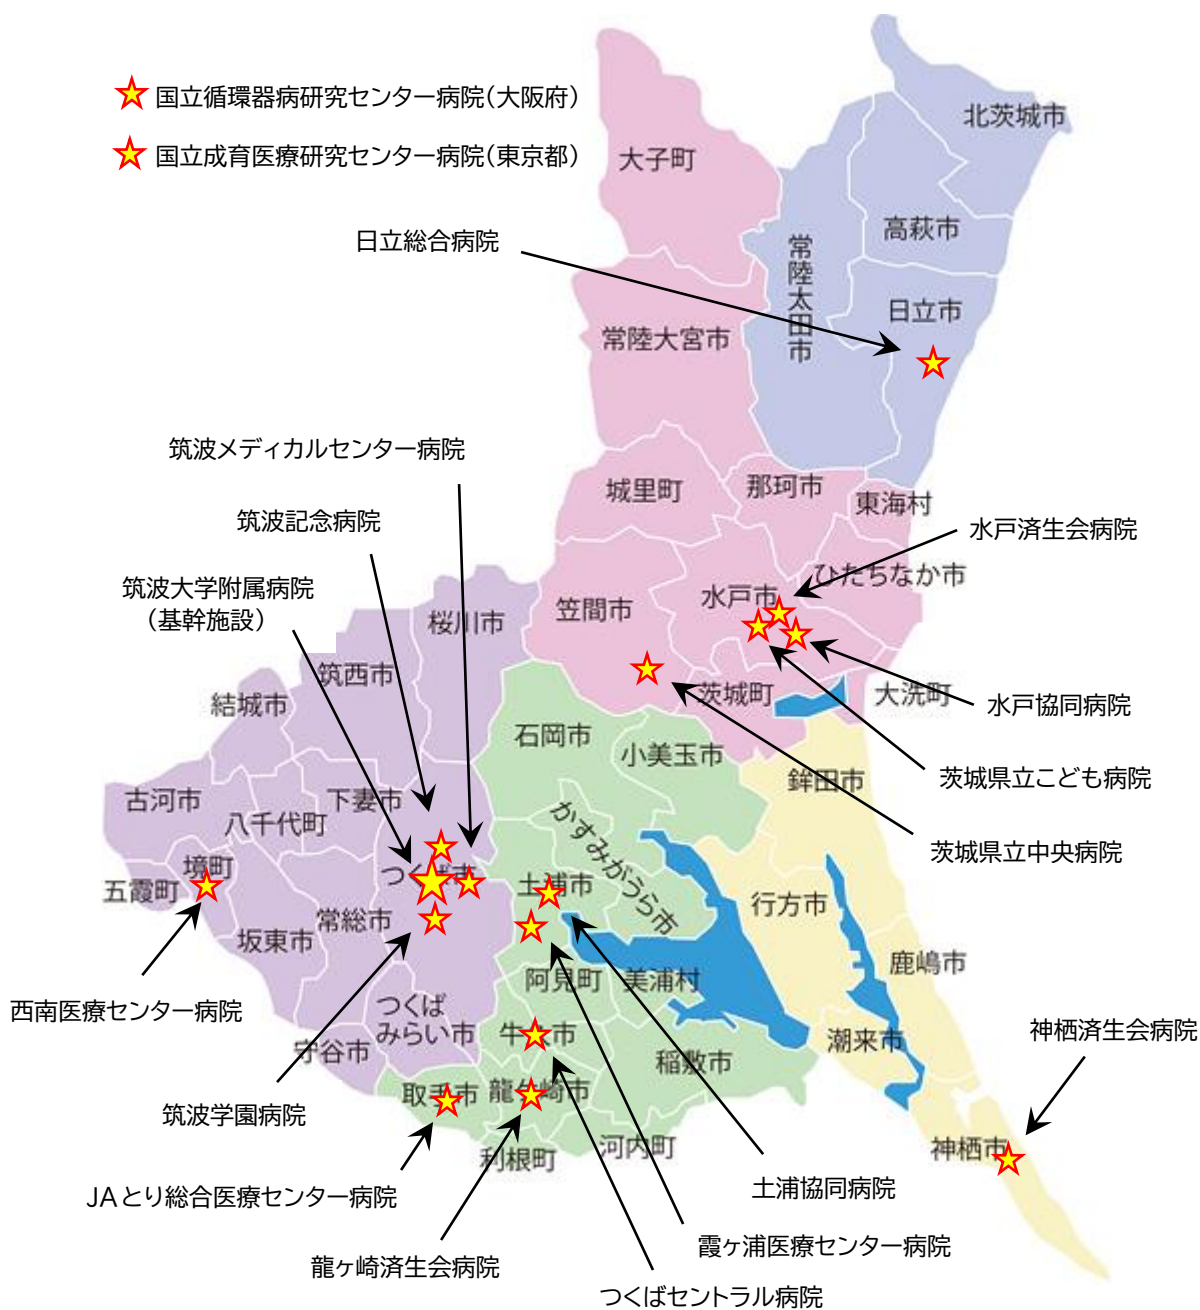 国立循環器病研究センター病院(大阪府)
国立成育医療研究センター病院(東京都)
北茨城市
大子町
高萩市
日立総合病院
常陸太田市
日立市
常陸大宮市
筑波メディカルセンター病院
城里町
那珂市
東海村
筑波記念病院
水戸済生会病院
筑波大学附属病院
(基幹施設)
ひたちなか市
水戸市
笠間市
桜川市
筑西市
結城市
茨城町
大洗町
水戸協同病院
石岡市
小美玉市
鉾田市
茨城県立こども病院
古河市
下妻市
八千代町
かすみがうら市
茨城県立中央病院
境町
五霞町
つくば市
土浦市
行方市
常総市
坂東市
鹿嶋市
阿見町
美浦村
西南医療センター病院
つくば
みらい市
守谷市
牛久市
稲敷市
潮来市
神栖済生会病院
取手市
龍ヶ崎市
筑波学園病院
利根町
河内町
神栖市
JAとり総合医療センター病院
土浦協同病院
霞ヶ浦医療センター病院
龍ヶ崎済生会病院
つくばセントラル病院